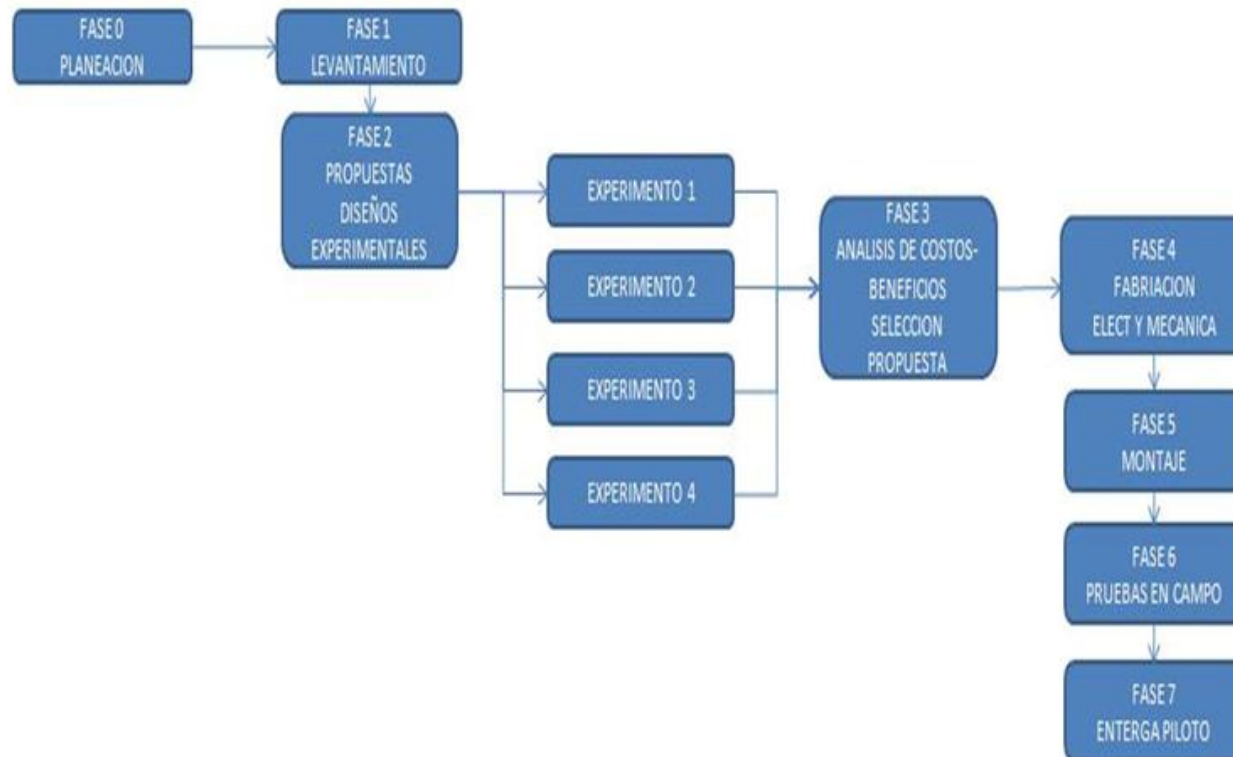 FASE 0
PLANEACION
FASE 1
LEVANTAMIENTO
FASE 2
PROPUESTAS
DISEÑOS
EXPERIMENTALES
EXPERIMENTO 1
EXPERIMENTO 2
EXPERIMENTO 3
EXPERIMENTO 4
FASE 3
ANALISIS DE COSTOS-
BENEFICIOS
SELECCION
PROPUESTA
FASE 4
FABRIACION
ELECT Y MECANICA
FASE 5
MONTAJE
FASE 6
PRUEBAS EN CAMPO
FASE 7
ENTERGA PILOTO